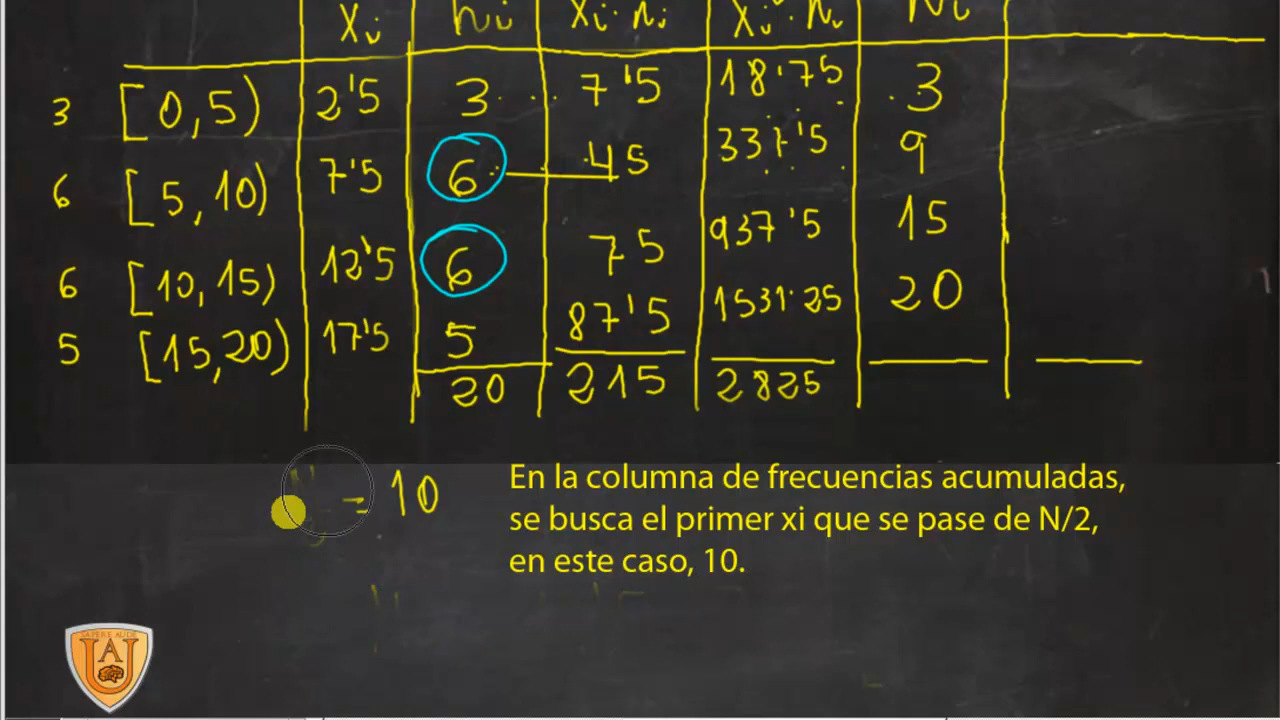 xi ni xi·ni xi²·ni Ni
3 [0,5) 2'5 3 7'5 18'75 3
6 [5,10) 7'5 6 45 337'5 9
6 [10,15) 12'5 6 75 937'5 15
5 [15,20) 17'5 5 87'5 1531'25 20
20 215 2825
= 10
En la columna de frecuencias acumuladas,
se busca el primer xi que se pase de N/2,
en este caso, 10.
UA